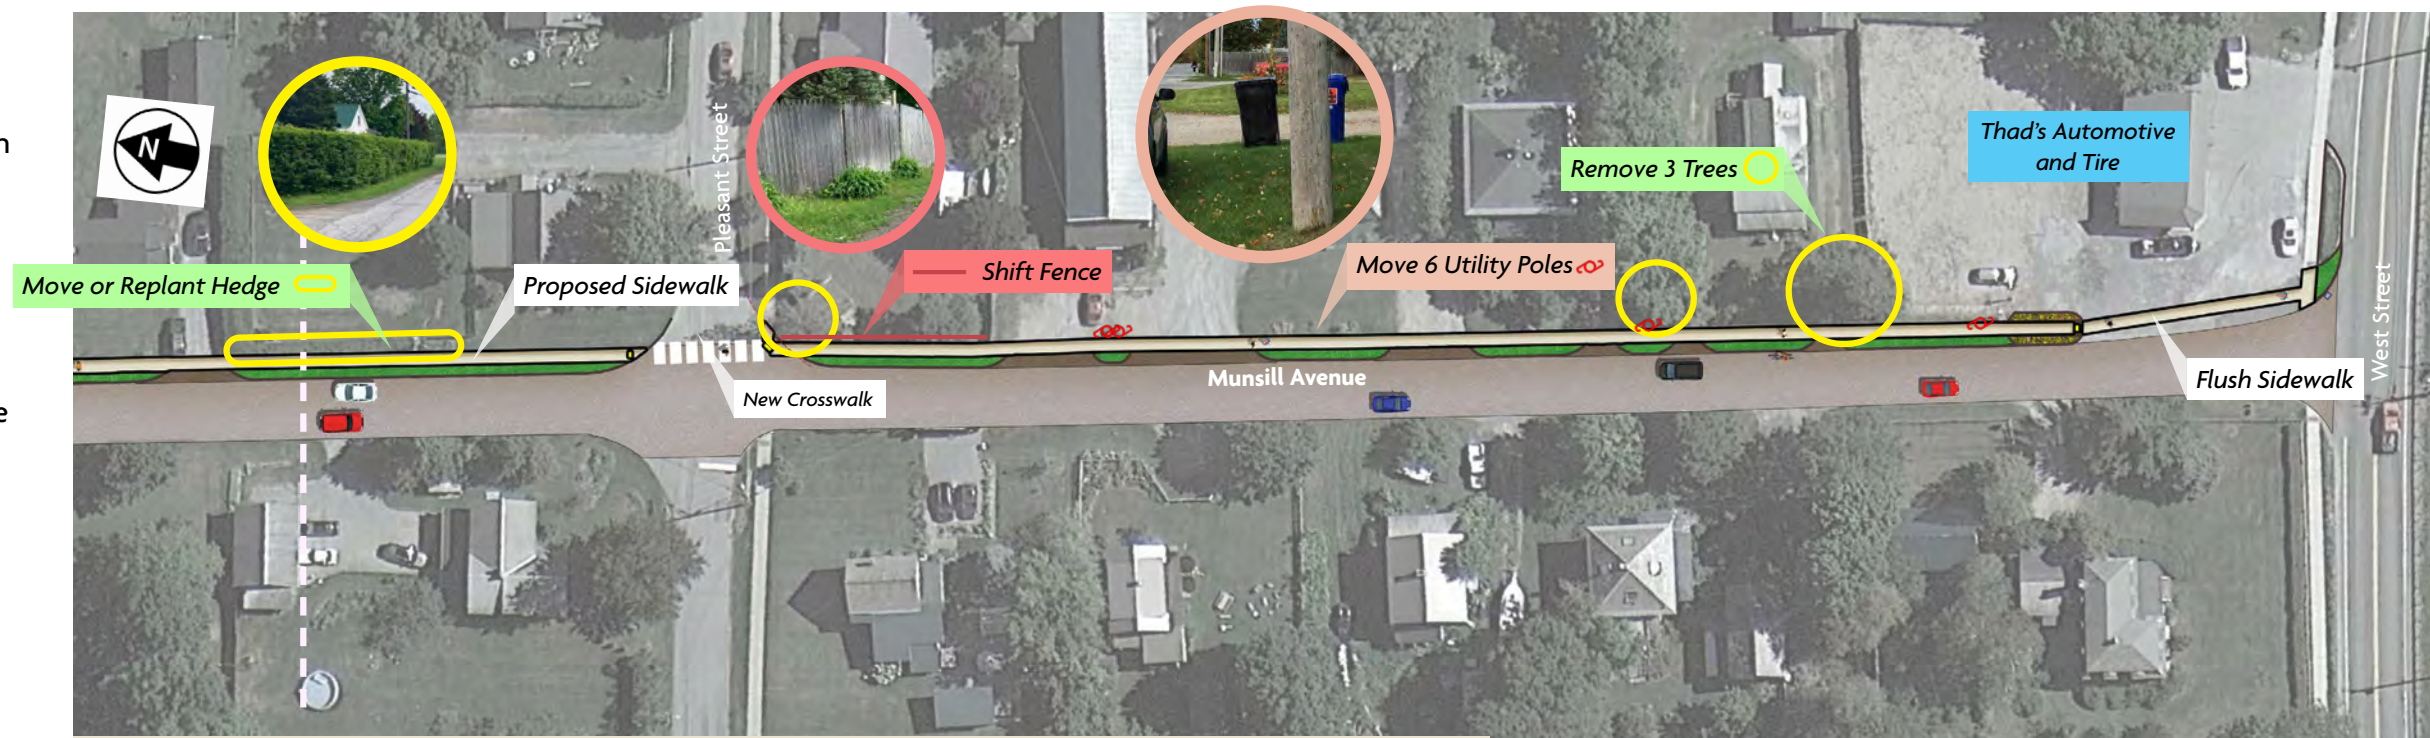 n
e
N
Move or Replant Hedge
Proposed Sidewalk
Pleasant Street
New Crosswalk
Shift Fence
Move 6 Utility Poles
Munsill Avenue
Remove 3 Trees
Thad's Automotive
and Tire
Flush Sidewalk
West Street